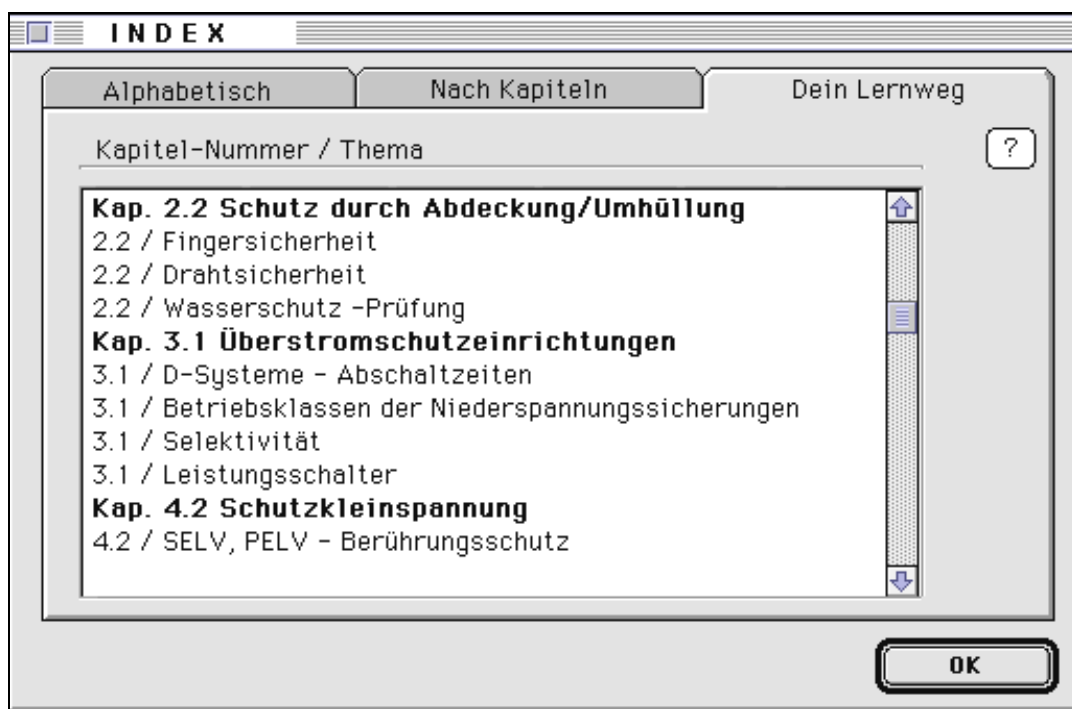 INDEX
Alphabetisch
Nach Kapiteln
Dein Lernweg
Kapitel-Nummer / Thema
?
Kap. 2.2 Schutz durch Abdeckung/Umhüllung
2.2 / Fingersicherheit
2.2 / Drahtsicherheit
2.2 / Wasserschutz -Prüfung
Kap. 3.1 Überstromschutzeinrichtungen
3.1 / D-Systeme - Abschaltzeiten
3.1 / Betriebsklassen der Niederspannungssicherungen
3.1 / Selektivität
3.1 / Leistungsschalter
Kap. 4.2 Schutzkleinspannung
4.2 / SELV, PELV - Berührungsschutz
OK